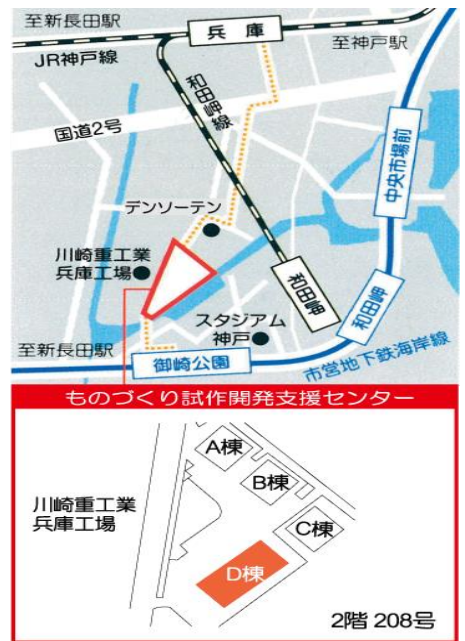 至新長田駅
兵庫
JR神戸線
至神戸駅
和田岬線
国道2号
中央市場前
デンソーテン
川崎重工業
兵庫工場
和田岬
和田岬
スタジアム
神戸
至新長田駅
御崎公園
市営地下鉄海岸線
ものづくり試作開発支援センター
A棟
B棟
川崎重工業
兵庫工場
C棟
D棟
2階 208号